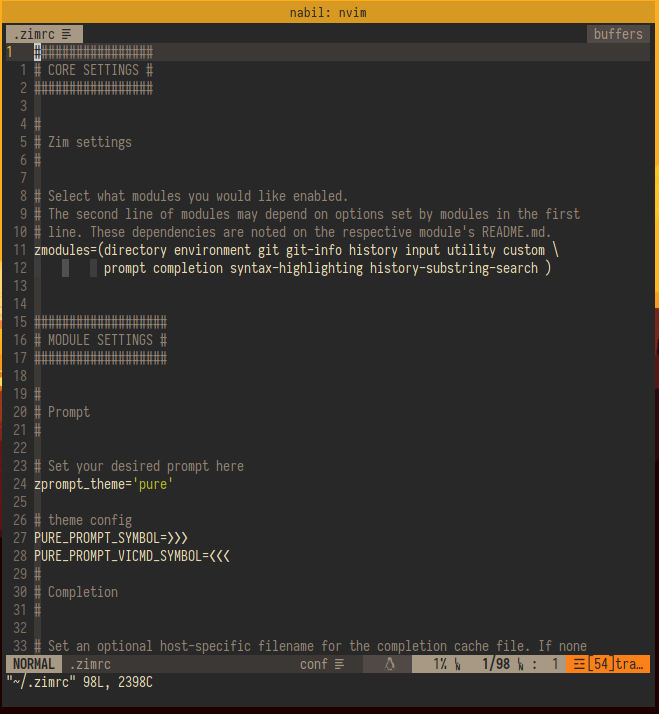 nabil: nvim
.zimrc buffers
1 #################
1 # CORE SETTINGS #
2 #################
3
4 #
5 # Zim settings
6 #
7
8 # Select what modules you would like enabled.
9 # The second line of modules may depend on options set by modules in the first
10 # line. These dependencies are noted on the respective module's README.md.
11 zmodules=(directory environment git git-info history input utility custom \
12 prompt completion syntax-highlighting history-substring-search )
13
14
15 ###################
16 # MODULE SETTINGS #
17 ###################
18
19 #
20 # Prompt
21 #
22
23 # Set your desired prompt here
24 zprompt_theme='pure'
25
26 # theme config
27 PURE_PROMPT_SYMBOL=❯❯❯
28 PURE_PROMPT_VICMD_SYMBOL=❮❮❮
29 #
30 # Completion
31 #
32
33 # Set an optional host-specific filename for the completion cache file. If none
NORMAL .zimrc conf 1% 1/98 : 1 [54]tra…
"~/.zimrc" 98L, 2398C